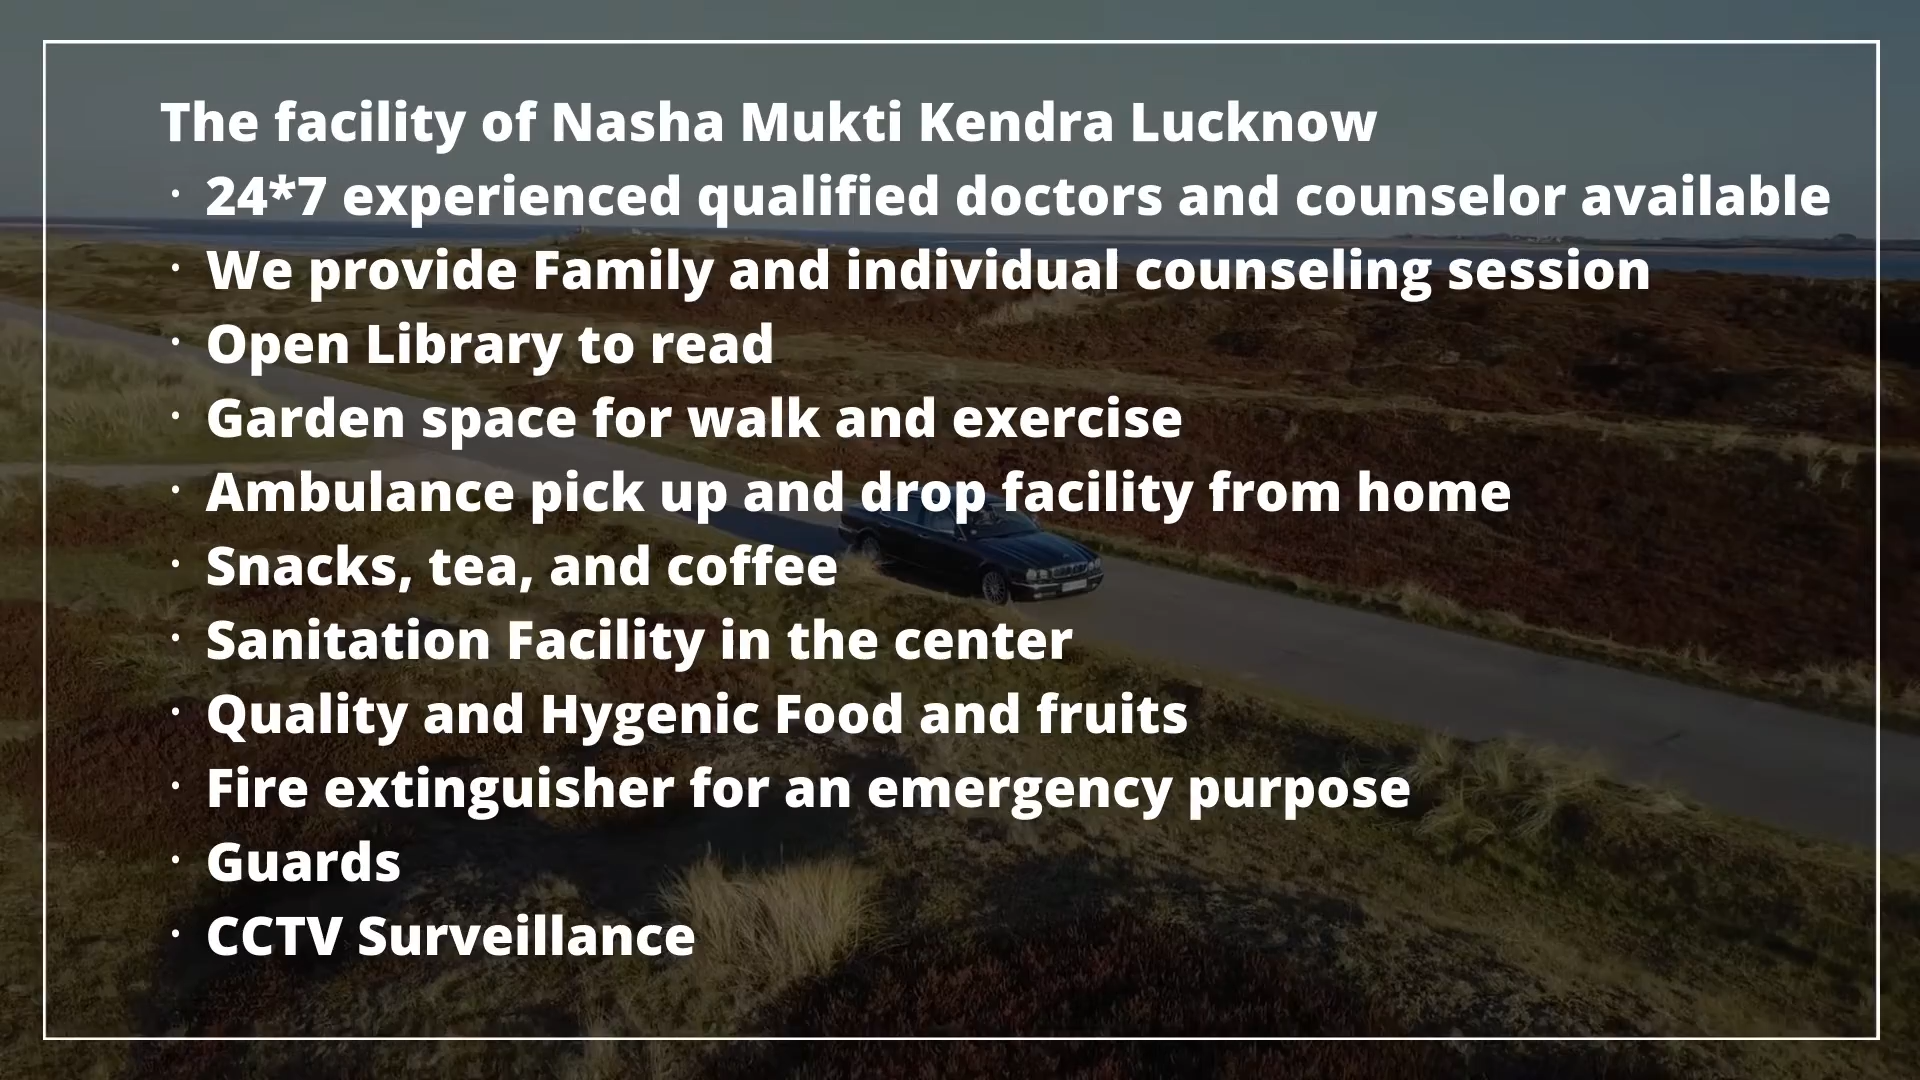 The facility of Nasha Mukti Kendra Lucknow
· 24*7 experienced qualified doctors and counselor available
· We provide Family and individual counseling session
· Open Library to read
· Garden space for walk and exercise
· Ambulance pick up and drop facility from home
· Snacks, tea, and coffee
· Sanitation Facility in the center
· Quality and Hygenic Food and fruits
· Fire extinguisher for an emergency purpose
· Guards
· CCTV Surveillance